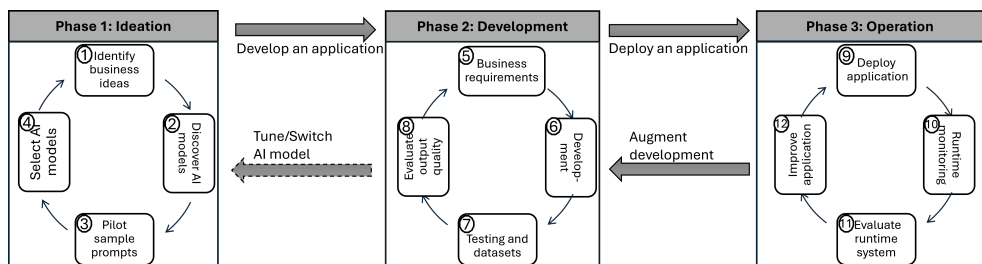 Phase 1: Ideation
1
Identify
business
ideas
2
Discover AI
models
3
Pilot
sample
prompts
4
Select AI
models
Develop an application
Tune/Switch
AI model
Phase 2: Development
5
Business
requirements
6
Develop-
ment
7
Testing and
datasets
8
Evaluate
output
quality
Deploy an application
Augment
development
Phase 3: Operation
9
Deploy
application
10
Runtime
monitoring
11
Evaluate
runtime
system
12
Improve
application